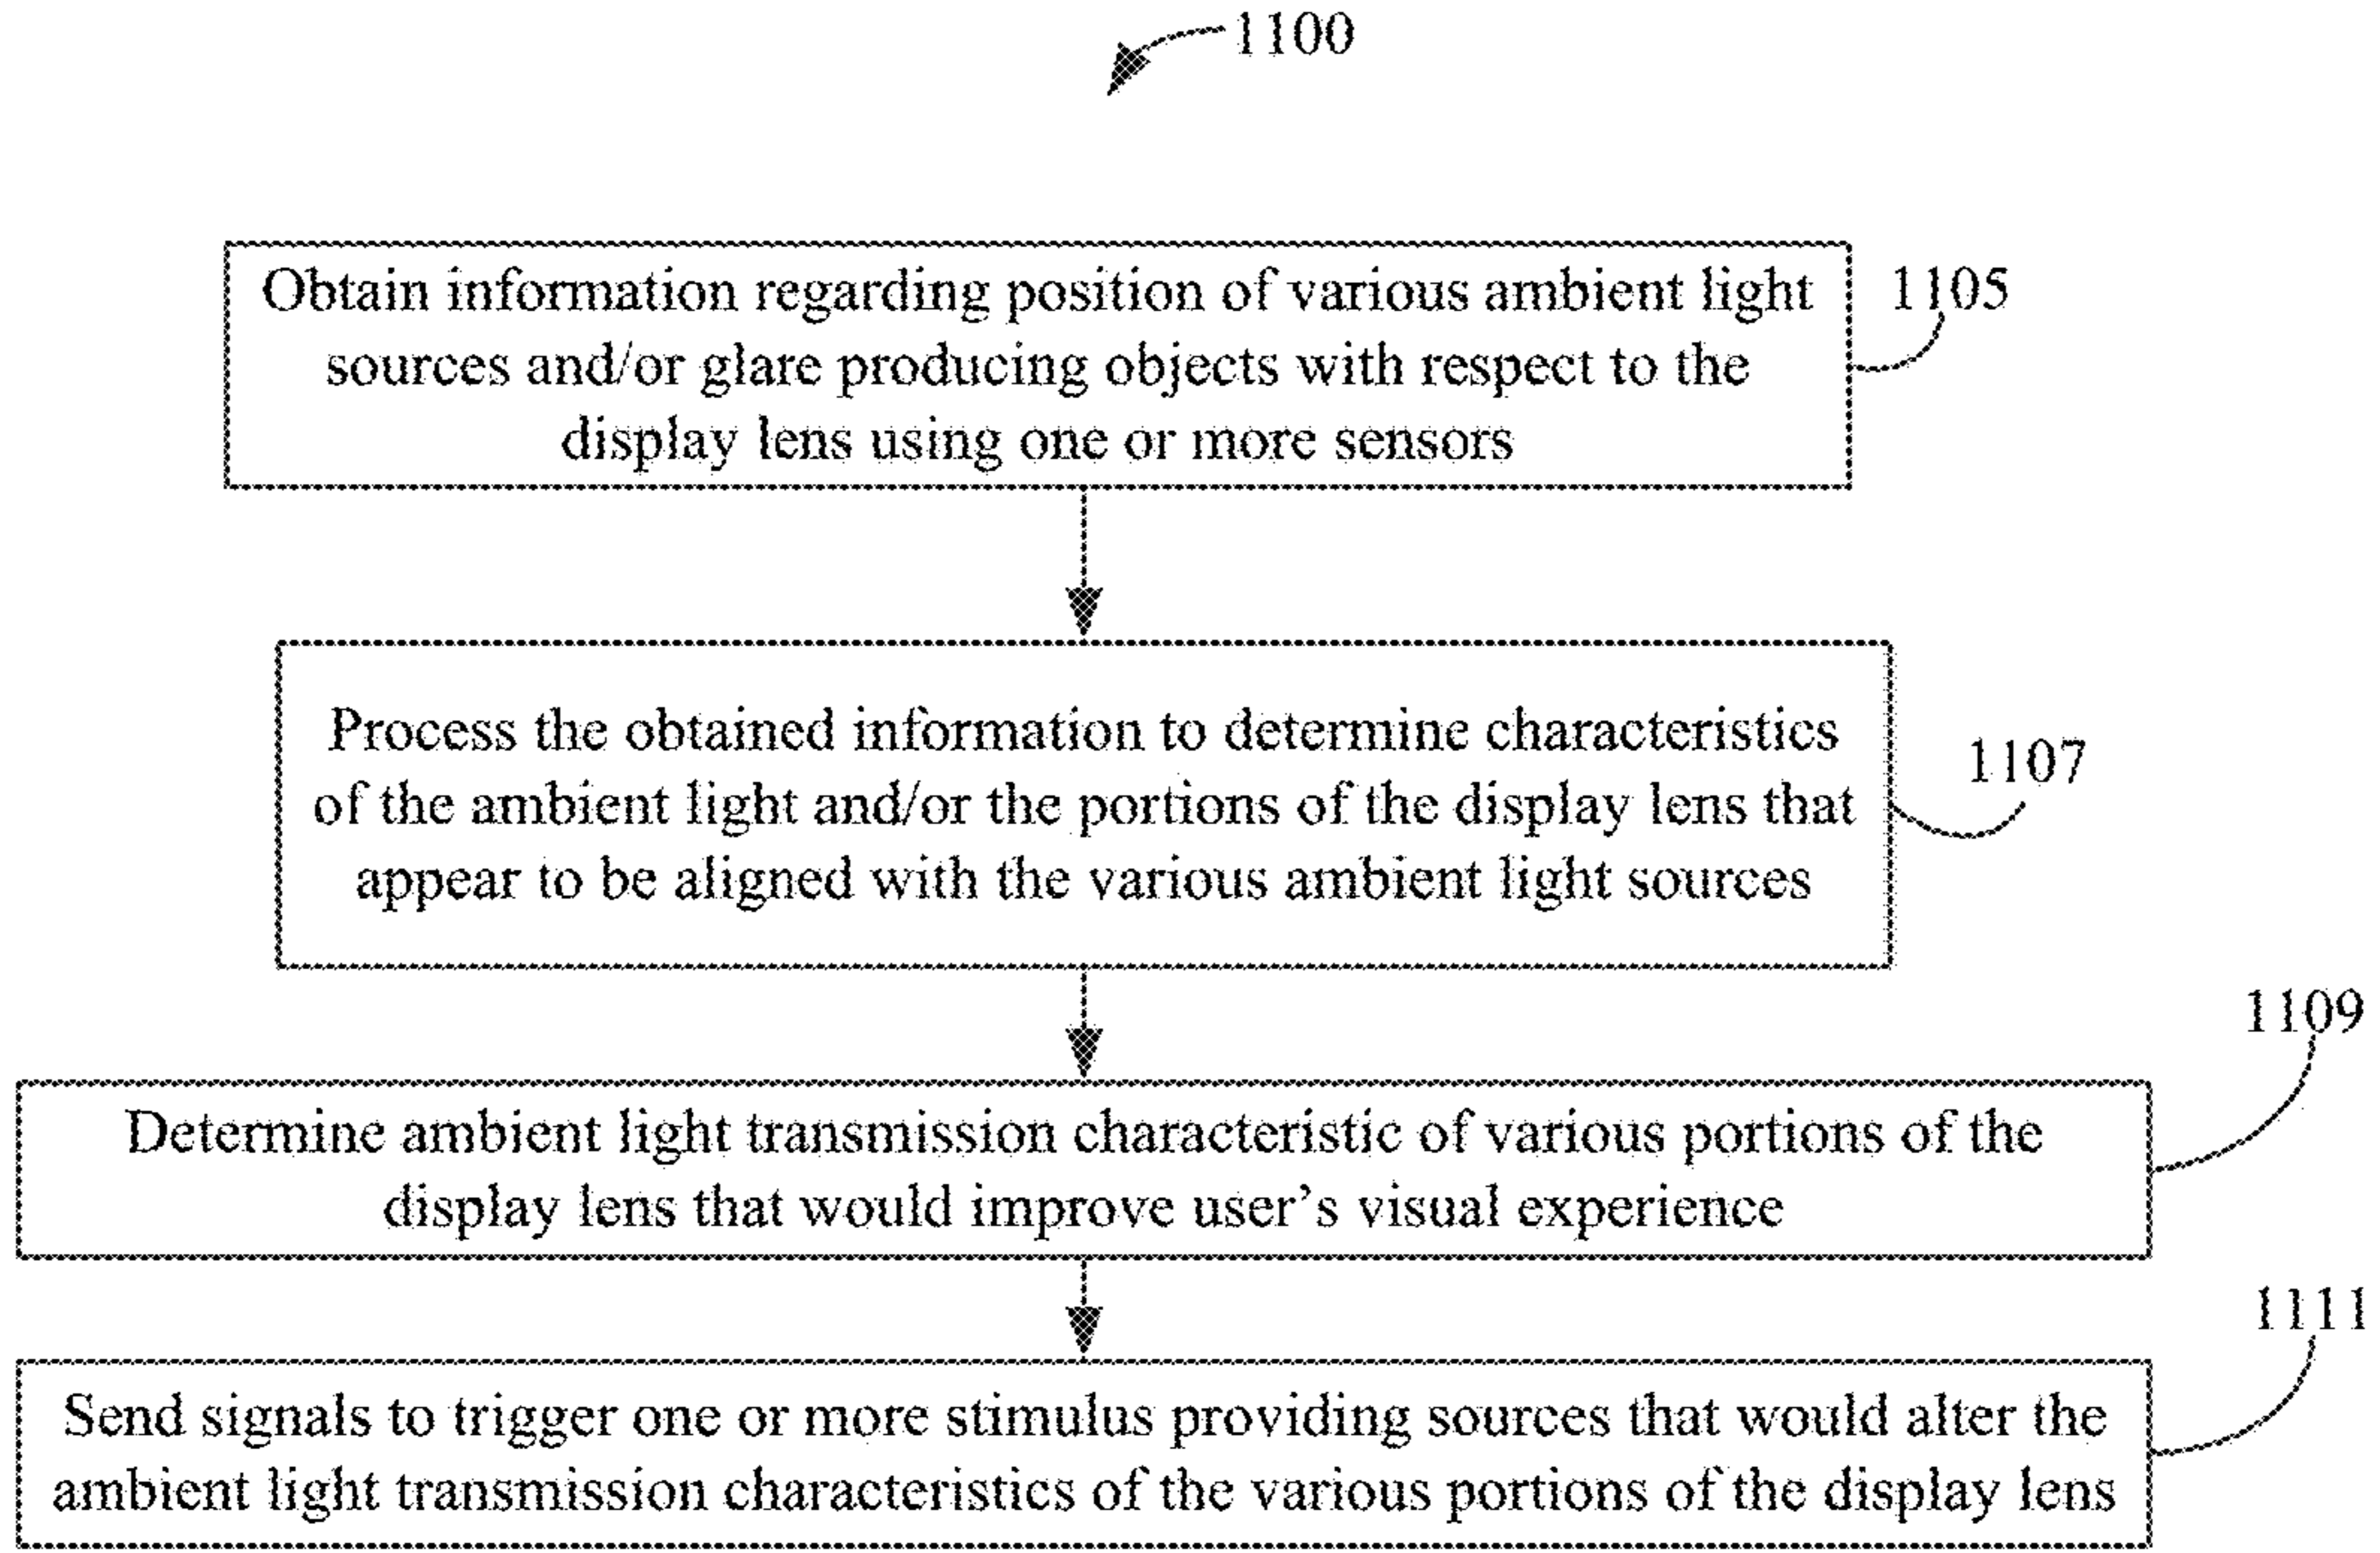 1100
Obtain information regarding position of various ambient light
1105
sources and/or glare producing objects with respect to the
display lens using one or more sensors
Process the obtained information to determine characteristics
1107
of the ambient light and/or the portions of the display lens that
appear to be aligned with the various ambient light sources
1109
Determine ambient light transmission characteristic of various portions of the
display lens that would improve user's visual experience
1111
Send signals to trigger one or more stimulus providing sources that would alter the
ambient light transmission characteristics of the various portions of the display lens